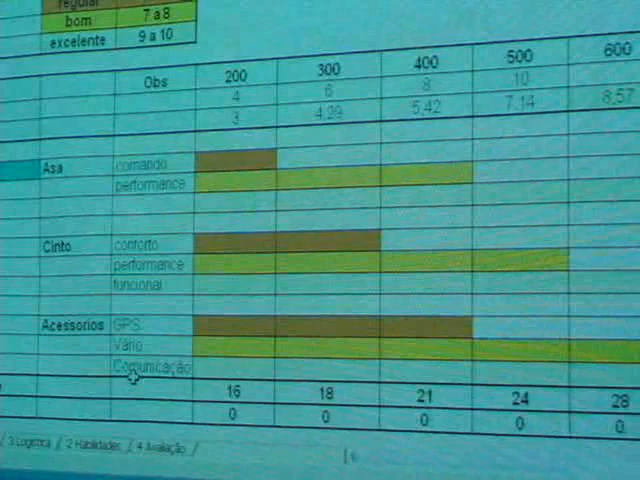 regular
bom 7 a 8
excelente 9 a 10
Obs 200 300 400 500 600
4 6 8 10
3 4,29 5,42 7,14 8,57
Asa comando
performance
Cinto conforto
performance
funcional
Acessorios GPS
Vário
Comunicação
16 18 21 24 28
0 0 0 0 0
/ 3 Logistica / 2 Habilidades / 4 Avaliação /